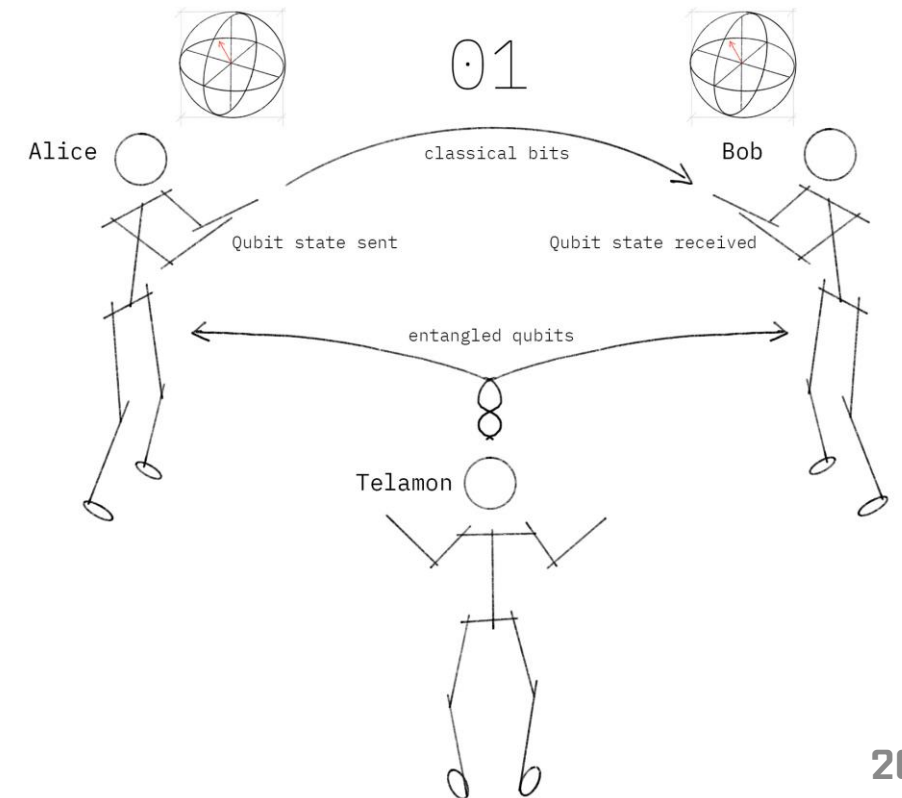 01
Alice
classical bits
Bob
Qubit state sent
Qubit state received
entangled qubits
Telamon